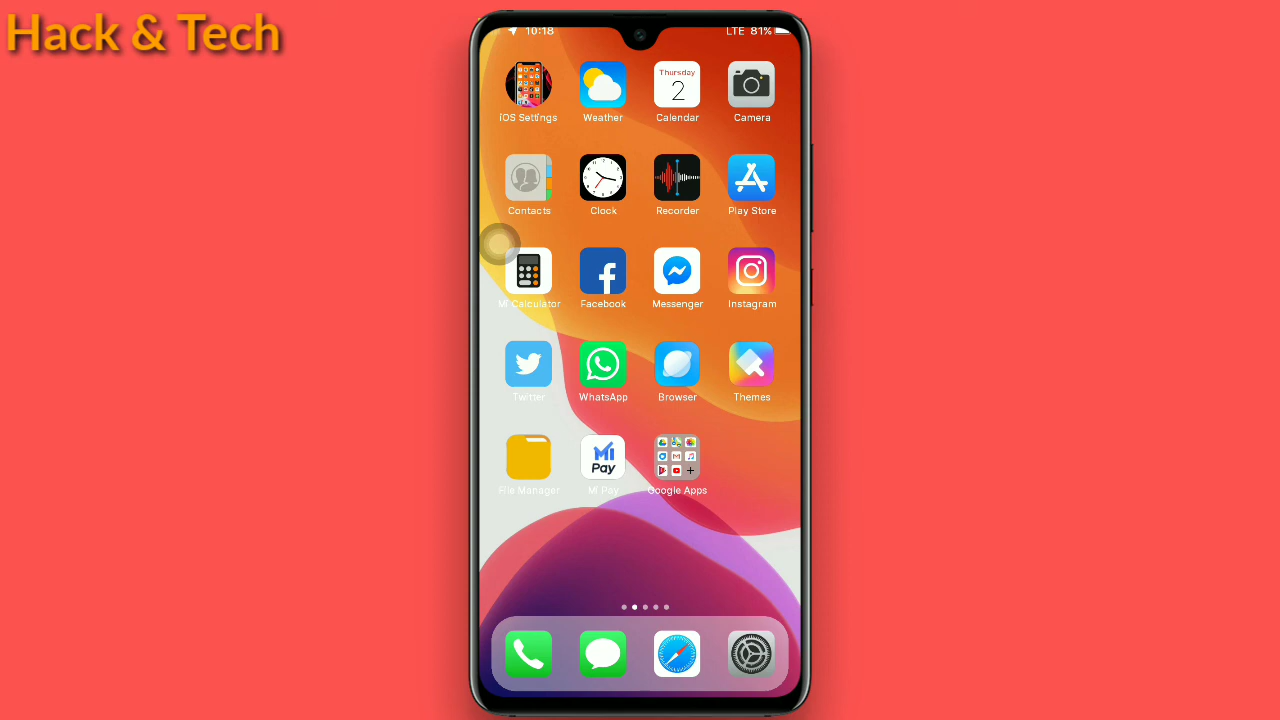 Hack & Tech
10:18
LTE 81%
iOS Settings
Weather
Thursday
2
Calendar
Camera
Contacts
Clock
Recorder
Play Store
Mi Calculator
Facebook
Messenger
Instagram
Twitter
WhatsApp
Browser
Themes
File Manager
Mi Pay
Mi Pay
Google Apps